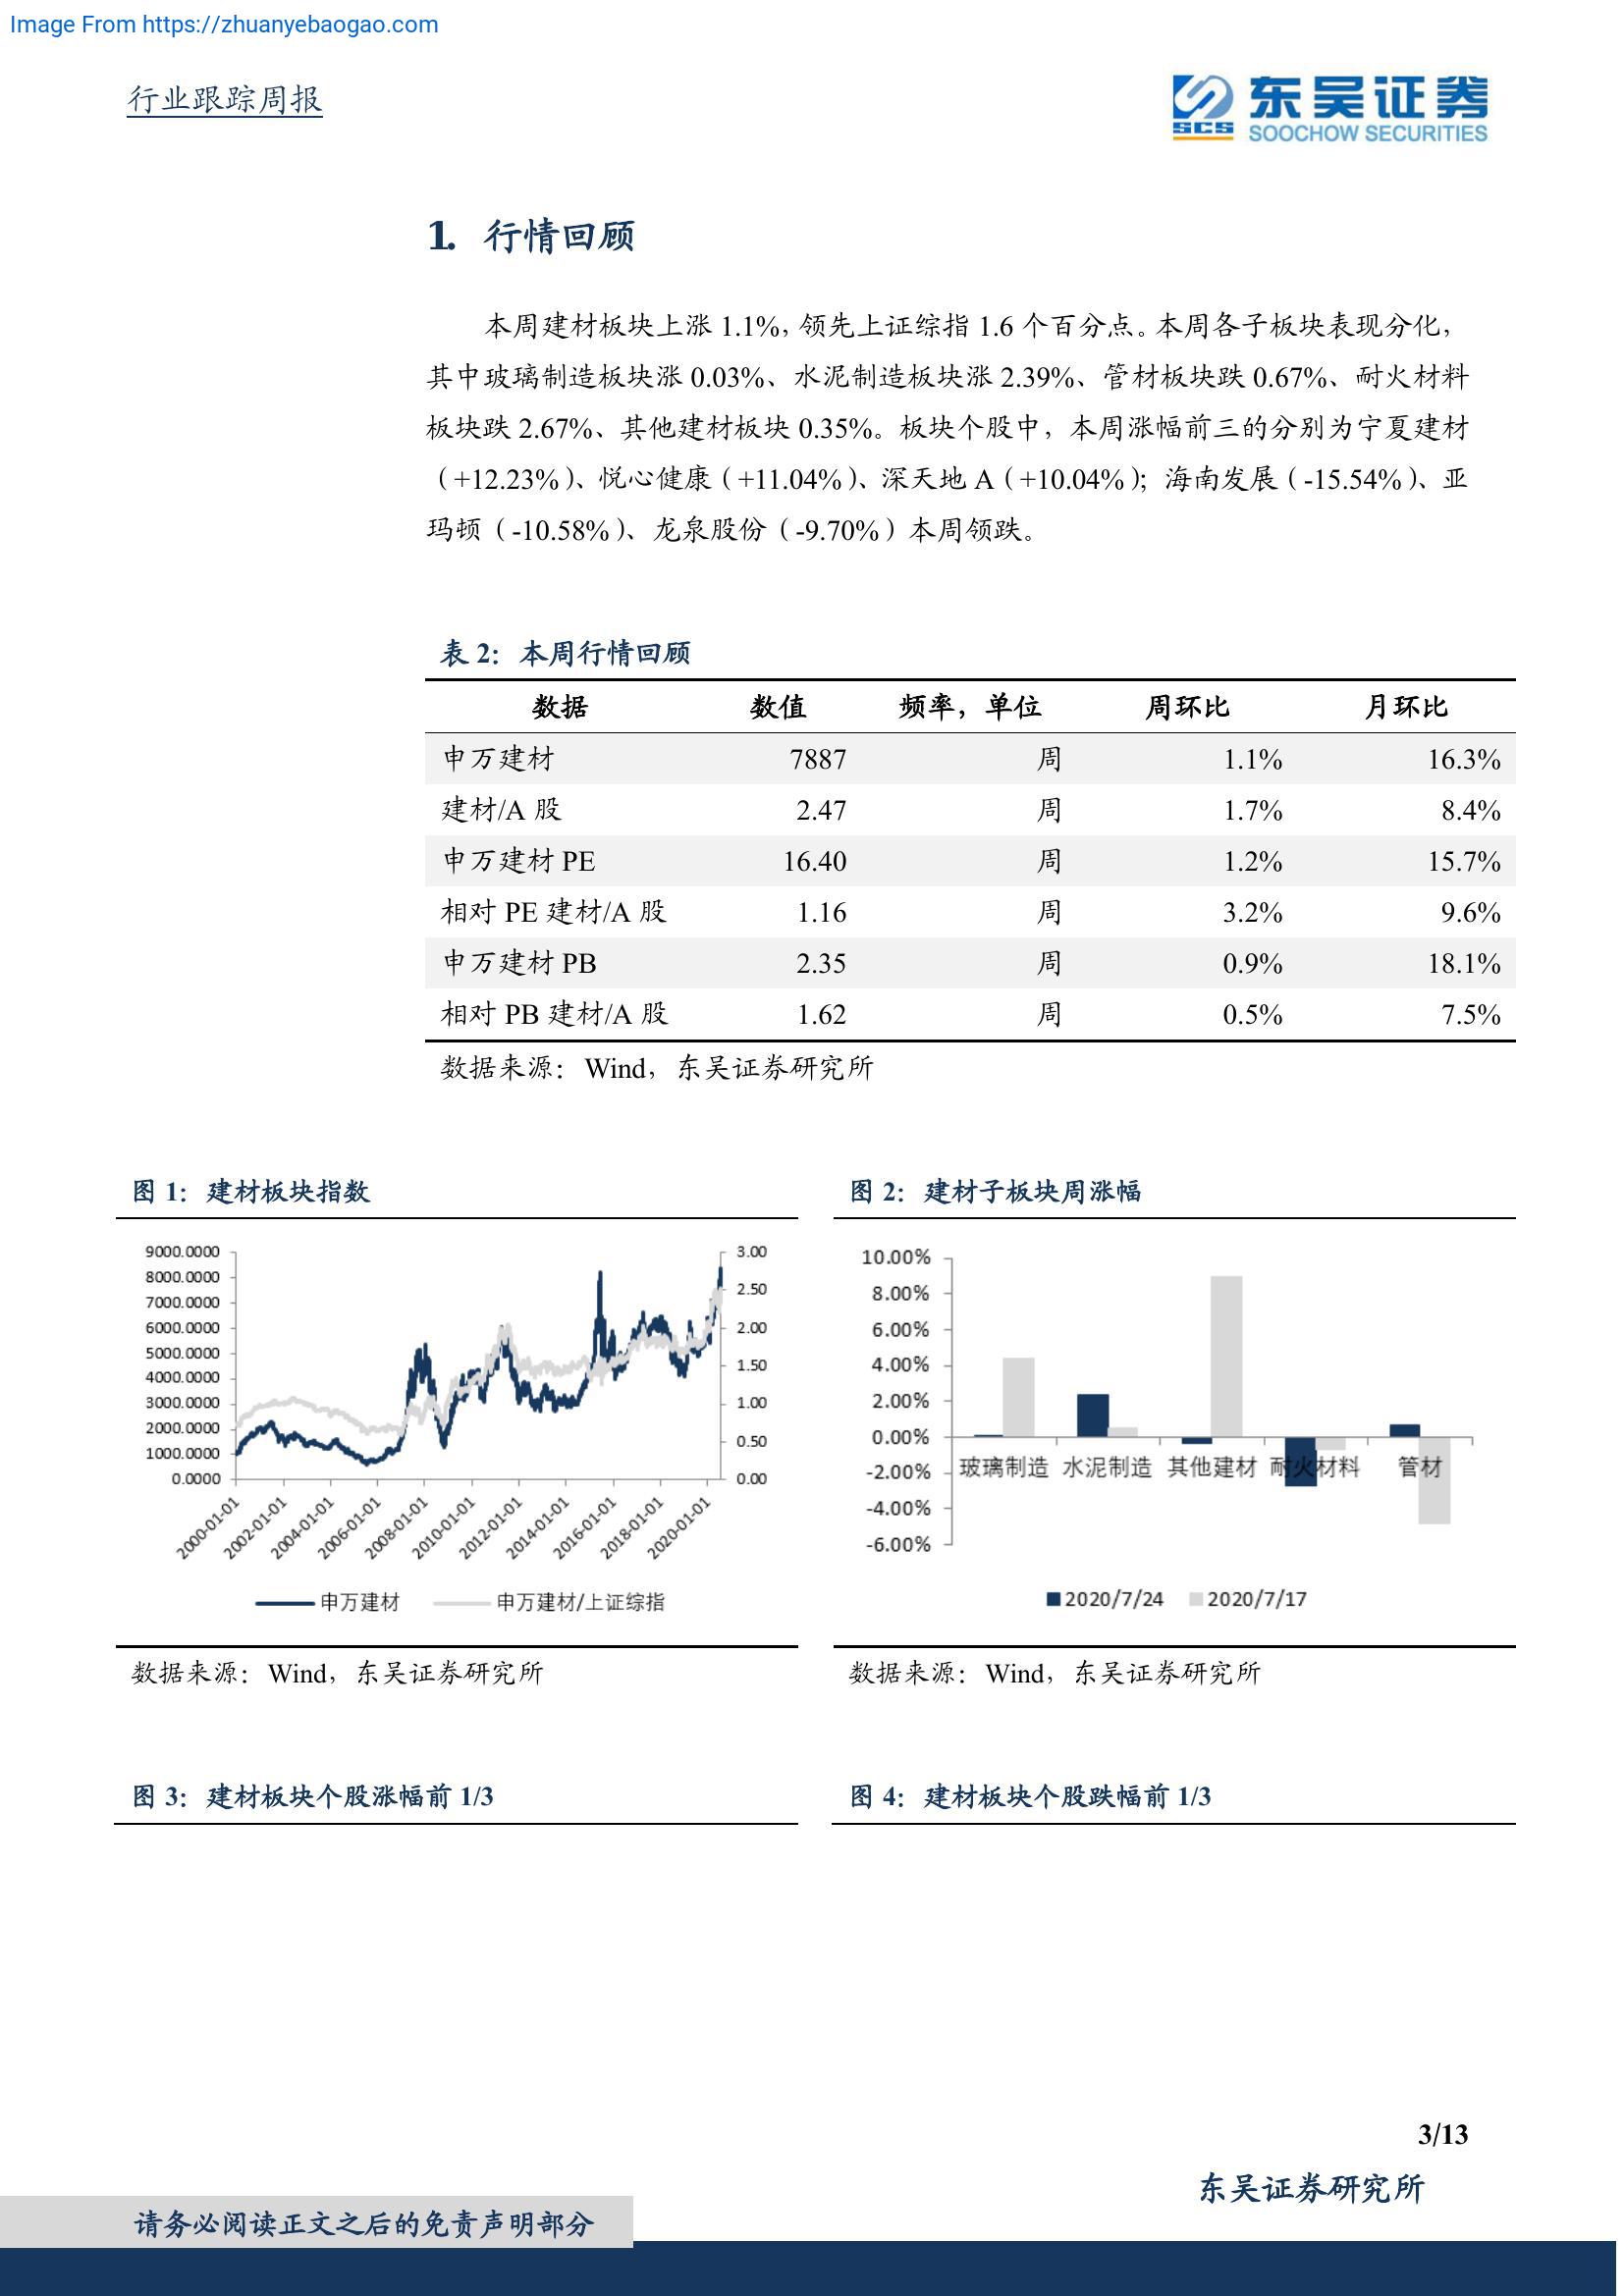 Image From https://zhuanyebaogao.com
行业跟踪周报
SCS
东吴证券
SOOCHOW SECURITIES
1. 行情回顾
本周建材板块上涨 1.1%，领先上证综指 1.6 个百分点。本周各子板块表现分化，
其中玻璃制造板块涨 0.03%、水泥制造板块涨 2.39%、管材板块跌 0.67%、耐火材料
板块跌 2.67%、其他建材板块 0.35%。板块个股中，本周涨幅前三的分别为宁夏建材
（+12.23%）、悦心健康（+11.04%）、深天地 A（+10.04%）；海南发展（-15.54%）、亚
玛顿（-10.58%）、龙泉股份（-9.70%）本周领跌。
表 2：本周行情回顾
数据 数值 频率，单位 周环比 月环比
申万建材 7887 周 1.1% 16.3%
建材/A 股 2.47 周 1.7% 8.4%
申万建材 PE 16.40 周 1.2% 15.7%
相对 PE 建材/A 股 1.16 周 3.2% 9.6%
申万建材 PB 2.35 周 0.9% 18.1%
相对 PB 建材/A 股 1.62 周 0.5% 7.5%
数据来源：Wind，东吴证券研究所
图 1：建材板块指数
9000.0000
8000.0000
7000.0000
6000.0000
5000.0000
4000.0000
3000.0000
2000.0000
1000.0000
0.0000
3.00
2.50
2.00
1.50
1.00
0.50
0.00
2000-01-01
2002-01-01
2004-01-01
2006-01-01
2008-01-01
2010-01-01
2012-01-01
2014-01-01
2016-01-01
2018-01-01
2020-01-01
申万建材 申万建材/上证综指
数据来源：Wind，东吴证券研究所
图 2：建材子板块周涨幅
10.00%
8.00%
6.00%
4.00%
2.00%
0.00%
-2.00%
-4.00%
-6.00%
玻璃制造 水泥制造 其他建材 耐火材料 管材
2020/7/24 2020/7/17
数据来源：Wind，东吴证券研究所
图 3：建材板块个股涨幅前 1/3
图 4：建材板块个股跌幅前 1/3
3/13
东吴证券研究所
请务必阅读正文之后的免责声明部分